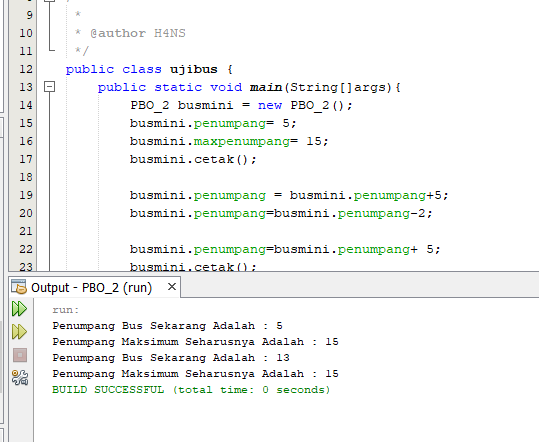 9 *
10 * @author H4NS
11 */
12 public class ujibus {
13 public static void main(String[]args){
14 PBO_2 busmini = new PBO_2();
15 busmini.penumpang= 5;
16 busmini.maxpenumpang= 15;
17 busmini.cetak();
18
19 busmini.penumpang = busmini.penumpang+5;
20 busmini.penumpang=busmini.penumpang-2;
21
22 busmini.penumpang=busmini.penumpang+ 5;
23 busmini.cetak();
Output - PBO_2 (run) ×
run:
Penumpang Bus Sekarang Adalah : 5
Penumpang Maksimum Seharusnya Adalah : 15
Penumpang Bus Sekarang Adalah : 13
Penumpang Maksimum Seharusnya Adalah : 15
BUILD SUCCESSFUL (total time: 0 seconds)